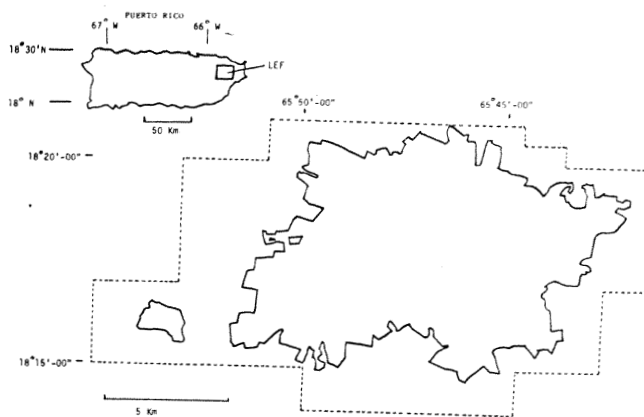 PUERTO RICO
67° W
66° W
18°30'N
LEF
18° N
50 Km
65°50'-00"
65°45'-00"
18°20'-00"
18°15'-00"
5 Km